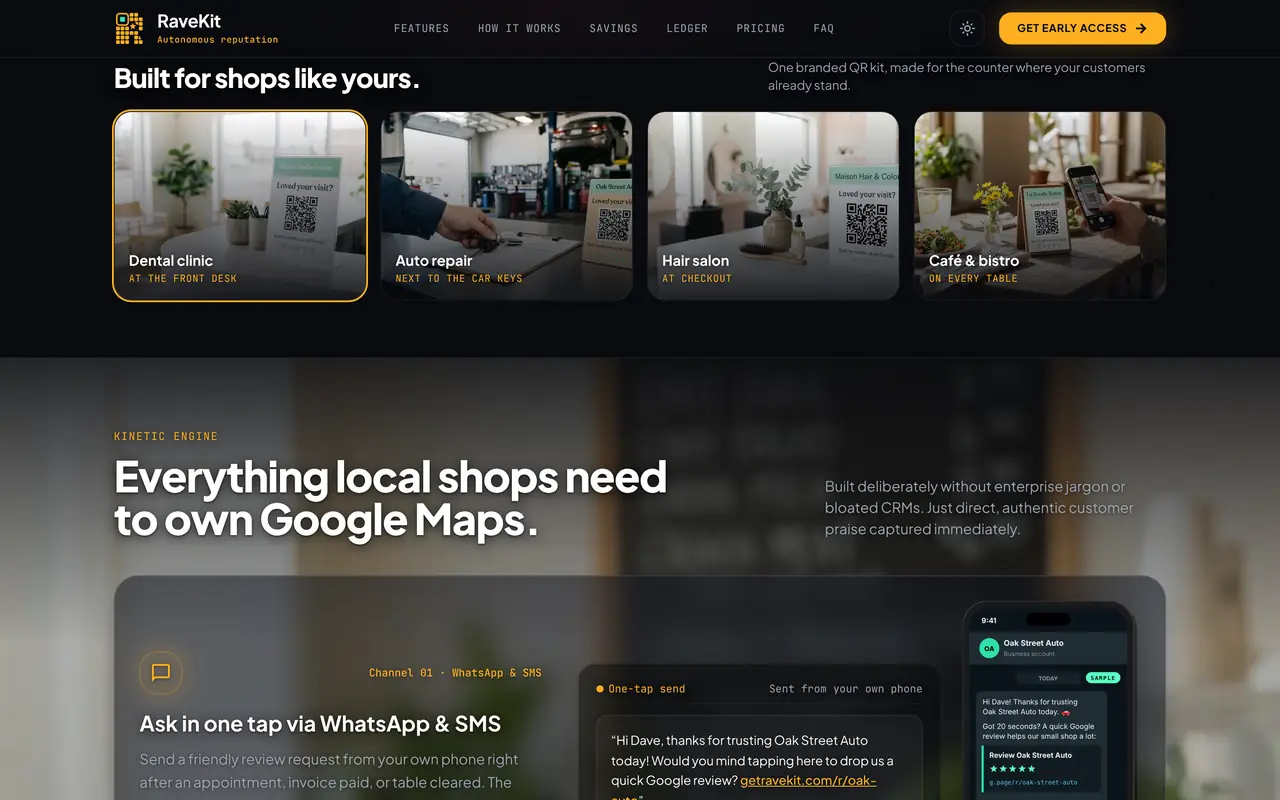 RaveKit
Autonomous reputation
FEATURES
HOW IT WORKS
SAVINGS
LEDGER
PRICING
FAQ
GET EARLY ACCESS →
Built for shops like yours.
One branded QR kit, made for the counter where your customers
already stand.
Loved your visit?
Dental clinic
AT THE FRONT DESK
Oak Street A
Loved your vi
Auto repair
NEXT TO THE CAR KEYS
Maison Hair & Color
Loved your visit?
Hair salon
AT CHECKOUT
Café & bistro
ON EVERY TABLE
KINETIC ENGINE
Everything local shops need
to own Google Maps.
Built deliberately without enterprise jargon or
bloated CRMs. Just direct, authentic customer
praise captured immediately.
Channel 01 · WhatsApp & SMS
Ask in one tap via WhatsApp & SMS
Send a friendly review request from your own phone right
after an appointment, invoice paid, or table cleared. The
One-tap send
Sent from your own phone
“Hi Dave, thanks for trusting Oak Street Auto
today! Would you mind tapping here to drop us a
quick Google review? getravekit.com/r/oak-
auto”
9:41
OA
Oak Street Auto
Business account
TODAY
SAMPLE
Hi Dave! Thanks for trusting
Oak Street Auto today. 🚗
Got 20 seconds? A quick Google
review helps our small shop a lot:
Review Oak Street Auto
★★★★★
g.page/r/oak-street-auto